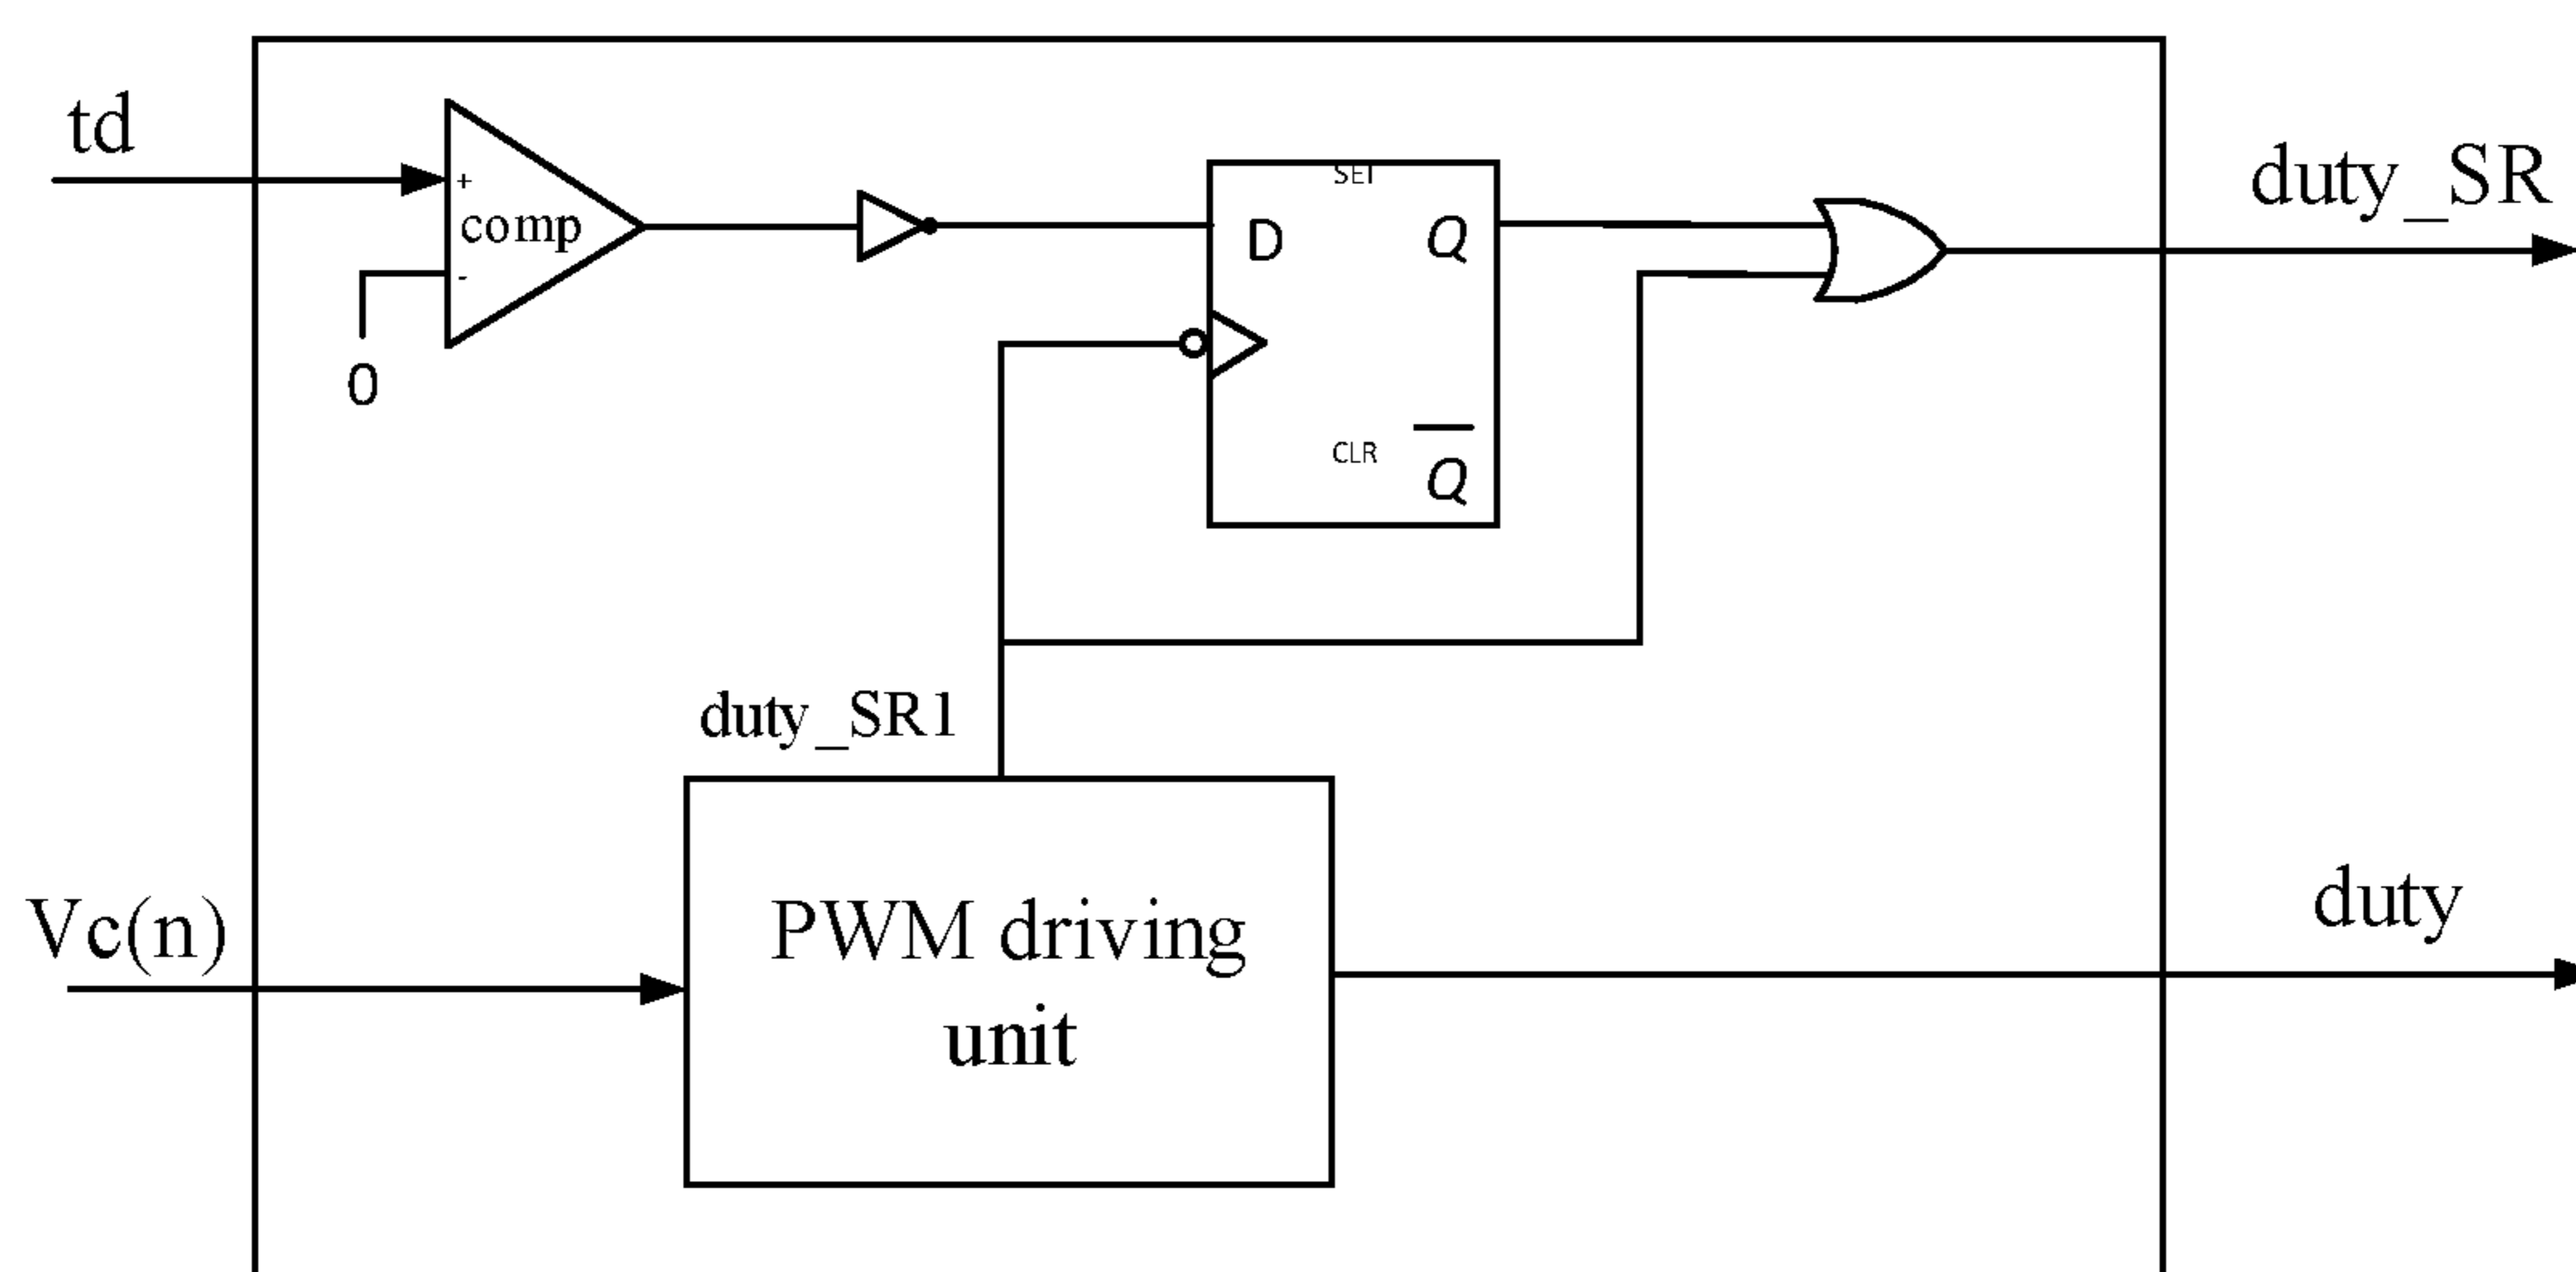 td
+
comp
-
0
SET
D
Q
CLR
Q
duty_SR
duty_SR1
Vc(n)
PWM driving
unit
duty